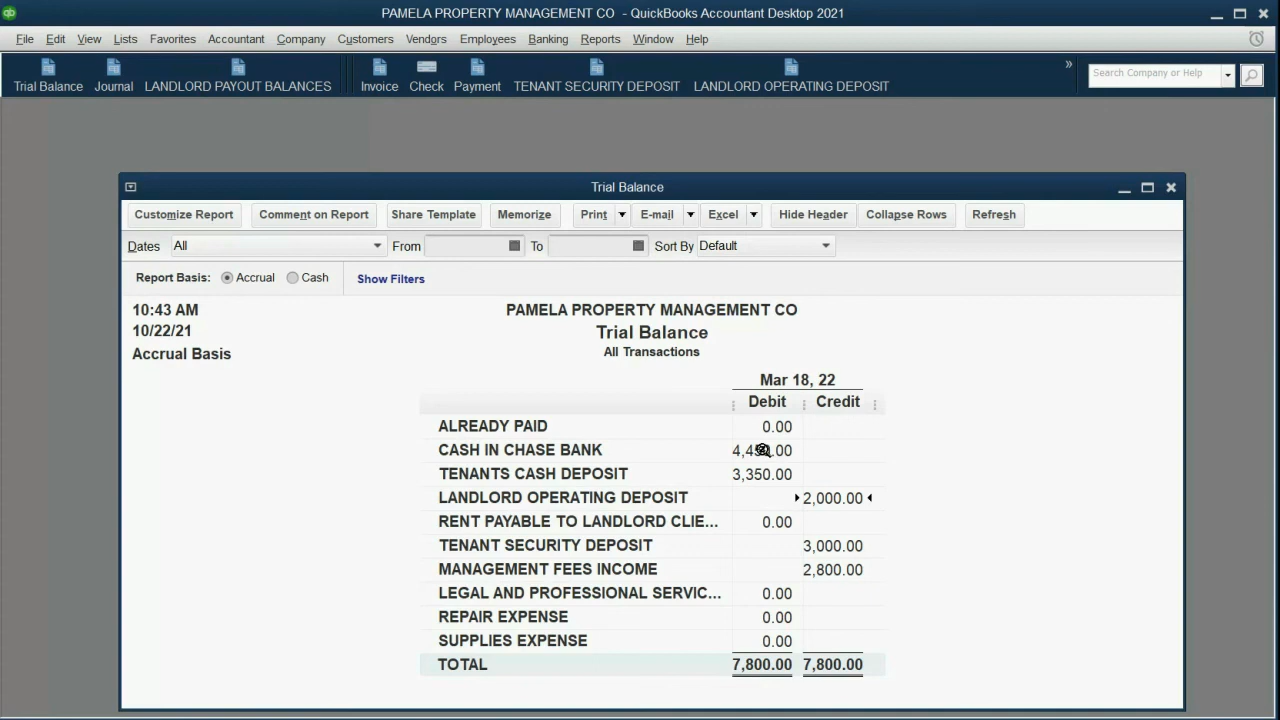 PAMELA PROPERTY MANAGEMENT CO - QuickBooks Accountant Desktop 2021
File Edit View Lists Favorites Accountant Company Customers Vendors Employees Banking Reports Window Help
Trial Balance Journal LANDLORD PAYOUT BALANCES Invoice Check Payment TENANT SECURITY DEPOSIT LANDLORD OPERATING DEPOSIT » Search Company or Help
Trial Balance
Customize Report Comment on Report Share Template Memorize Print E-mail Excel Hide Header Collapse Rows Refresh
Dates All From To Sort By Default
Report Basis: Accrual Cash Show Filters
10:43 AM PAMELA PROPERTY MANAGEMENT CO
10/22/21 Trial Balance
Accrual Basis All Transactions
Mar 18, 22
Debit Credit
ALREADY PAID 0.00
CASH IN CHASE BANK
TENANTS CASH DEPOSIT 3,350.00
LANDLORD OPERATING DEPOSIT 2,000.00
RENT PAYABLE TO LANDLORD CLIE... 0.00
TENANT SECURITY DEPOSIT 3,000.00
MANAGEMENT FEES INCOME 2,800.00
LEGAL AND PROFESSIONAL SERVIC... 0.00
REPAIR EXPENSE 0.00
SUPPLIES EXPENSE 0.00
TOTAL 7,800.00 7,800.00